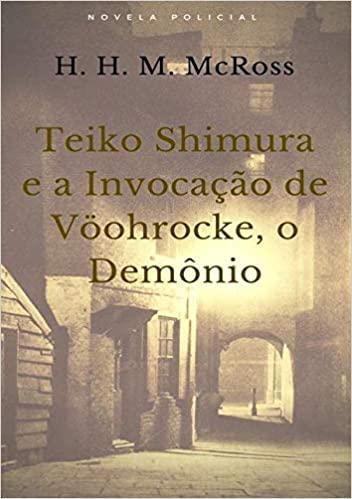 NOVELA POLICIAL
H. H. M. McRoss
Teiko Shimura
e a Invocação de
Vöohrocke, o
Demônio